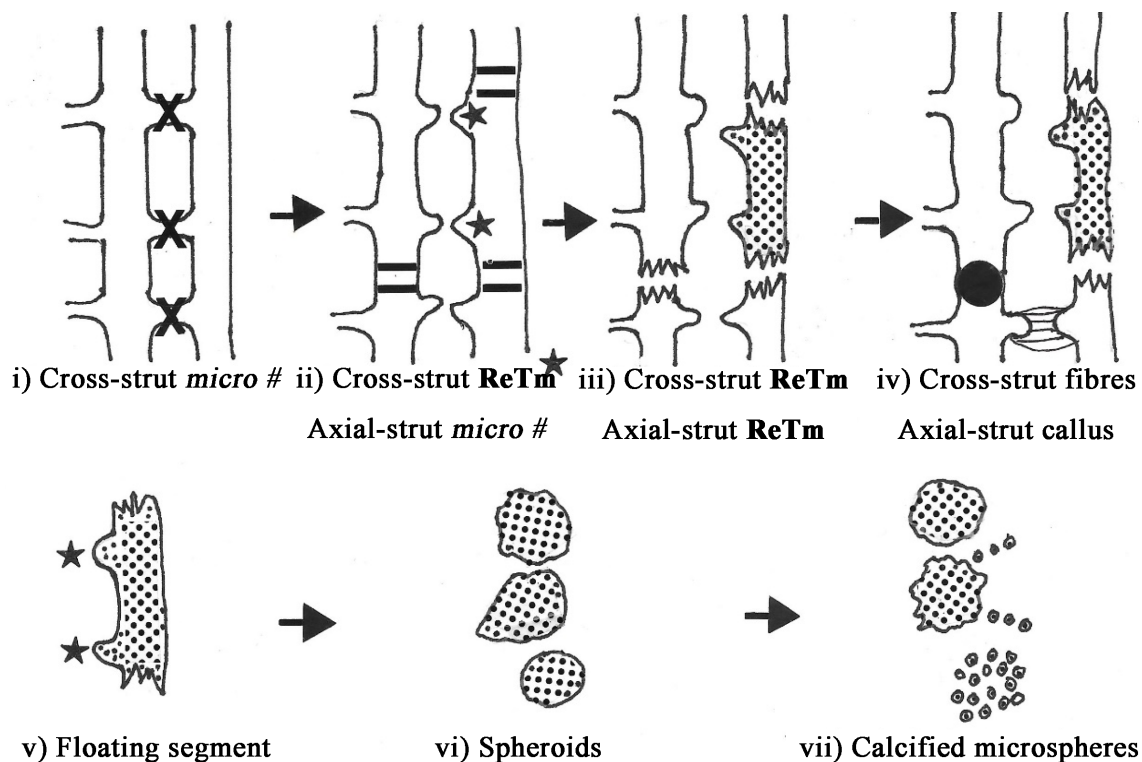 i) Cross-strut micro # ii) Cross-strut ReTm iii) Cross-strut ReTm iv) Cross-strut fibres
Axial-strut micro # Axial-strut ReTm Axial-strut callus
v) Floating segment vi) Spheroids vii) Calcified microspheres